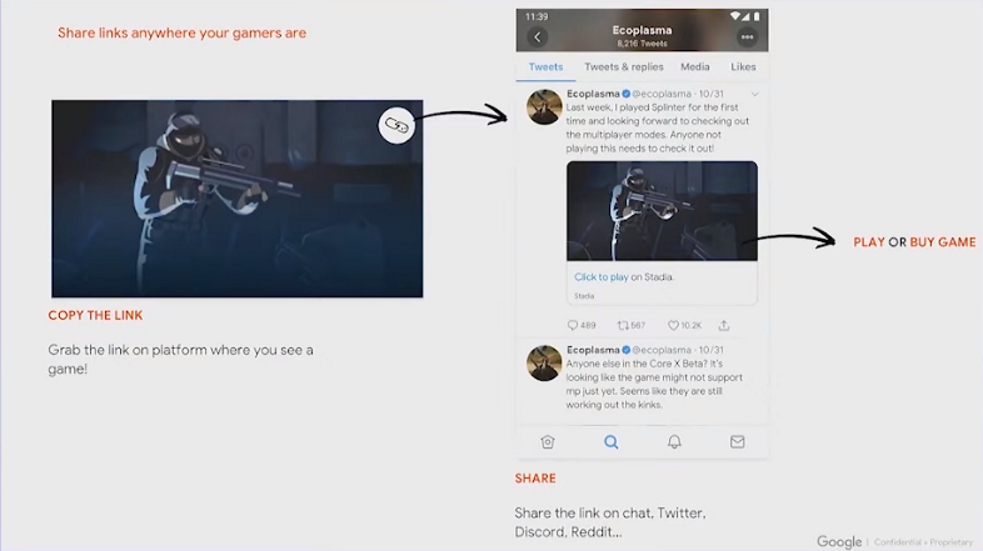 Share links anywhere your gamers are
COPY THE LINK
Grab the link on platform where you see a
game!
11:39
Ecoplasma
8,216 Tweets
Tweets
Tweets & replies
Media
Likes
Ecoplasma @ecoplasma · 10/31
Last week, I played Splinter for the first
time and looking forward to checking out
the multiplayer modes. Anyone not
playing this needs to check it out!
Click to play on Stadia.
Stadia
489
567
10.2K
Ecoplasma @ecoplasma · 10/31
Anyone else in the Core X Beta? It's
looking like the game might not support
mp just yet. Seems like they are still
working out the kinks.
SHARE
Share the link on chat, Twitter,
Discord, Reddit...
PLAY OR BUY GAME
Google | Confidential + Proprietary